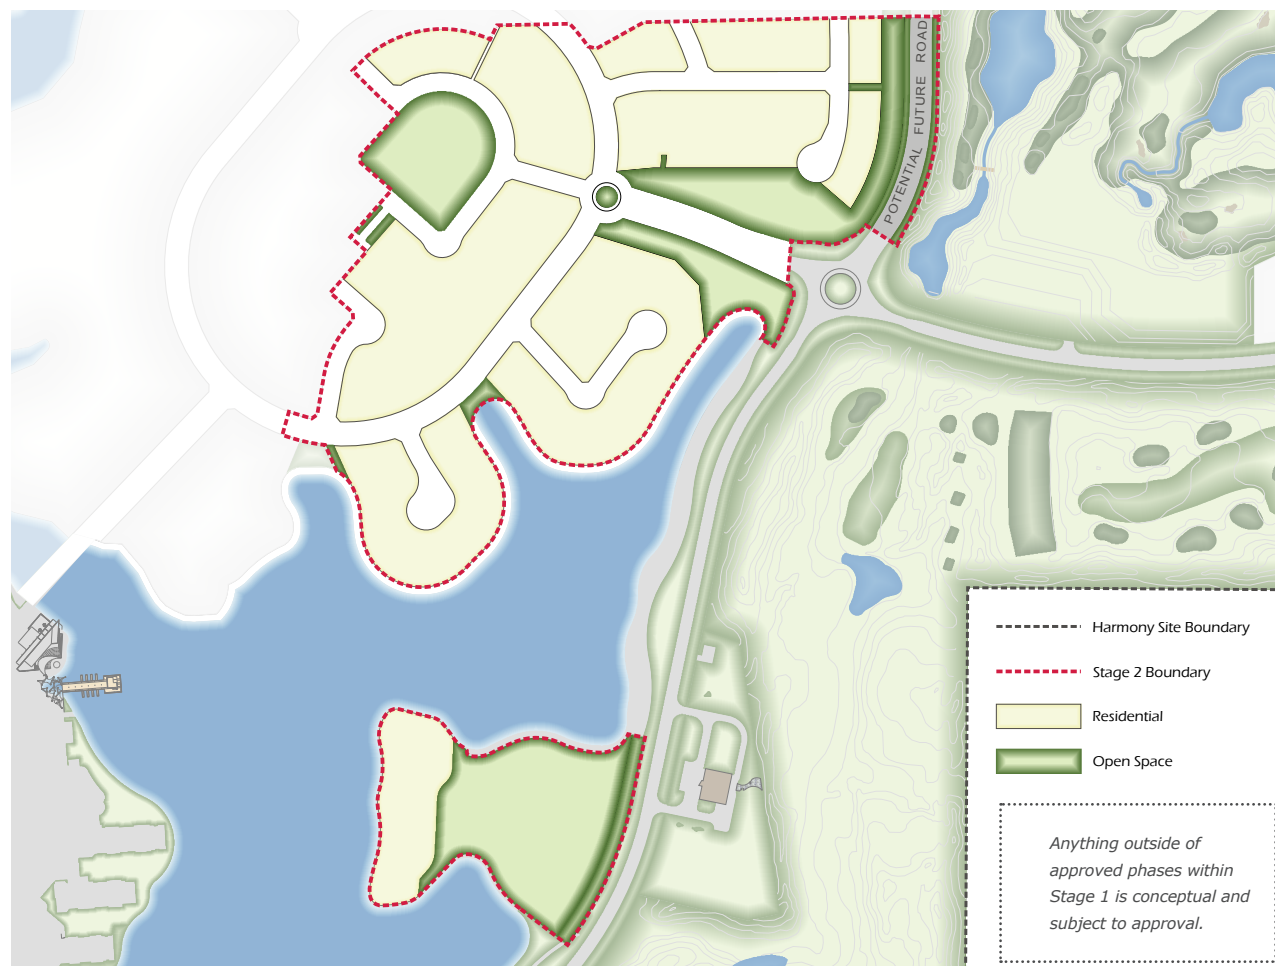 POTENTIAL FUTURE ROAD
Harmony Site Boundary
Stage 2 Boundary
Residential
Open Space
Anything outside of
approved phases within
Stage 1 is conceptual and
subject to approval.